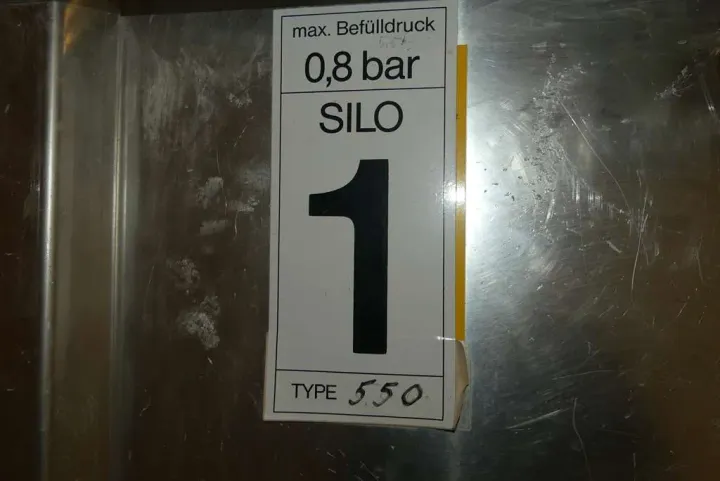 max. Befülldruck
0,8 bar
SILO
1
TYPE 550